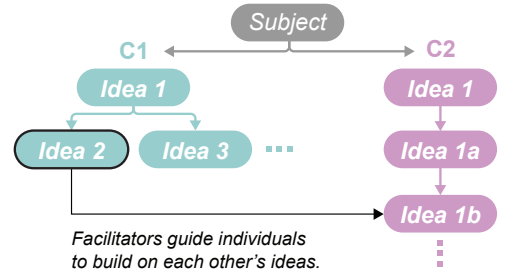 Subject
C1
C2
Idea 1
Idea 1
Idea 2
Idea 3
Idea 1a
Idea 1b
Facilitators guide individuals
to build on each other's ideas.